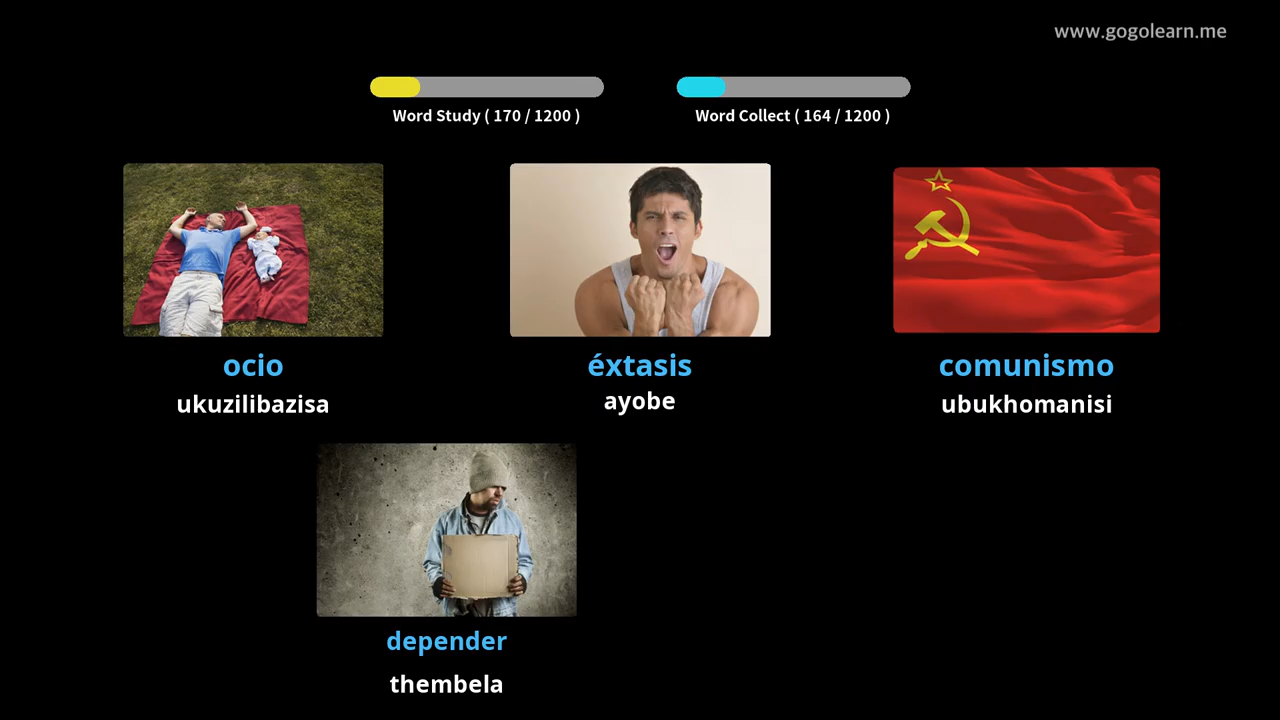 www.gogolearn.me
Word Study ( 170 / 1200 )
Word Collect ( 164 / 1200 )
ocio
ukuzilibazisa
éxtasis
ayobe
comunismo
ubukhomanisi
depender
thembela